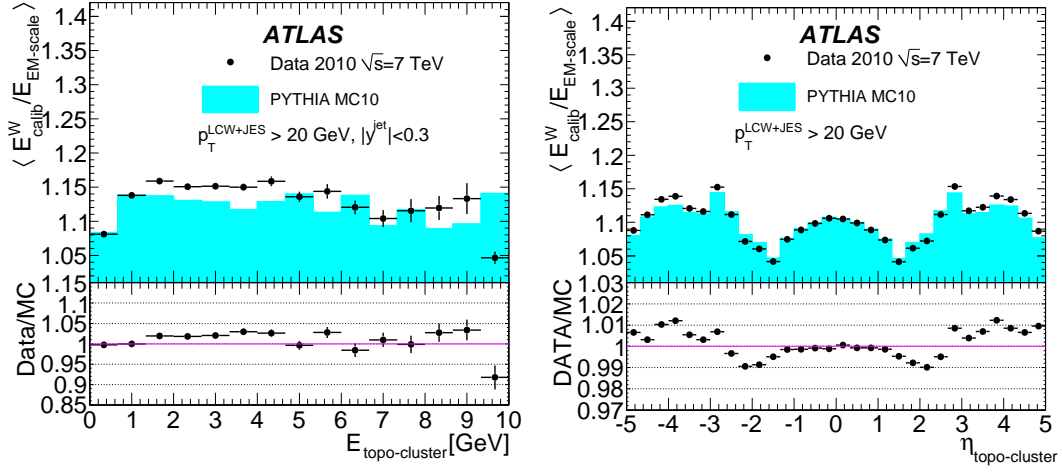 ⟨ E^W_calib/E_EM-scale ⟩
1.4
1.35
1.3
1.25
1.2
1.15
1.1
1.05
ATLAS
Data 2010 √s=7 TeV
PYTHIA MC10
p_T^LCW+JES > 20 GeV, |y^jet|<0.3
Data/MC
1.15
1.1
1.05
1
0.95
0.9
0.85
0 1 2 3 4 5 6 7 8 9 10
E_topo-cluster[GeV]
⟨ E^W_calib/E_EM-scale ⟩
1.4
1.35
1.3
1.25
1.2
1.15
1.1
1.05
ATLAS
Data 2010 √s=7 TeV
PYTHIA MC10
p_T^LCW+JES > 20 GeV
DATA/MC
1.03
1.02
1.01
1
0.99
0.98
0.97
-5 -4 -3 -2 -1 0 1 2 3 4 5
η_topo-cluster